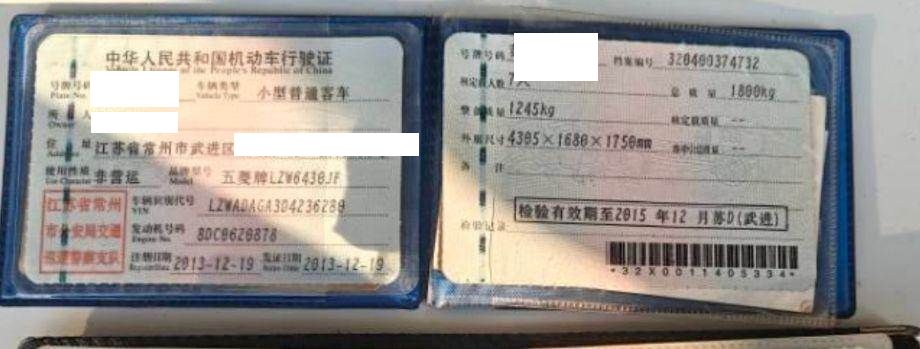 中华人民共和国机动车行驶证
Vehicle License of the People's Republic of China
号牌号码
Plate No.
车辆类型
Vehicle Type
小型普通客车
所 人
Owner
住 址 江苏省常州市武进区
Address
使用性质 非营运
Use Character
品牌型号 五菱牌LZW6430JF
Model
江苏省常州
市公安局交通
巡逻警察支队
车辆识别代号 LZWADAGA3D4236280
VIN
发动机号码 8DC0620878
Engine No.
注册日期 2013-12-19 发证日期 2013-12-19
Register Date Issue Date
号牌号码
档案编号 320400374732
核定载人数 7人
总 质 量 1800kg
整备质量 1245kg
核定载质量 --
外廓尺寸 4305×1680×1750mm
准牵引总质量 --
备 注
检验有效期至2015 年12 月苏D(武进)
检验记录
*32X0011405334*